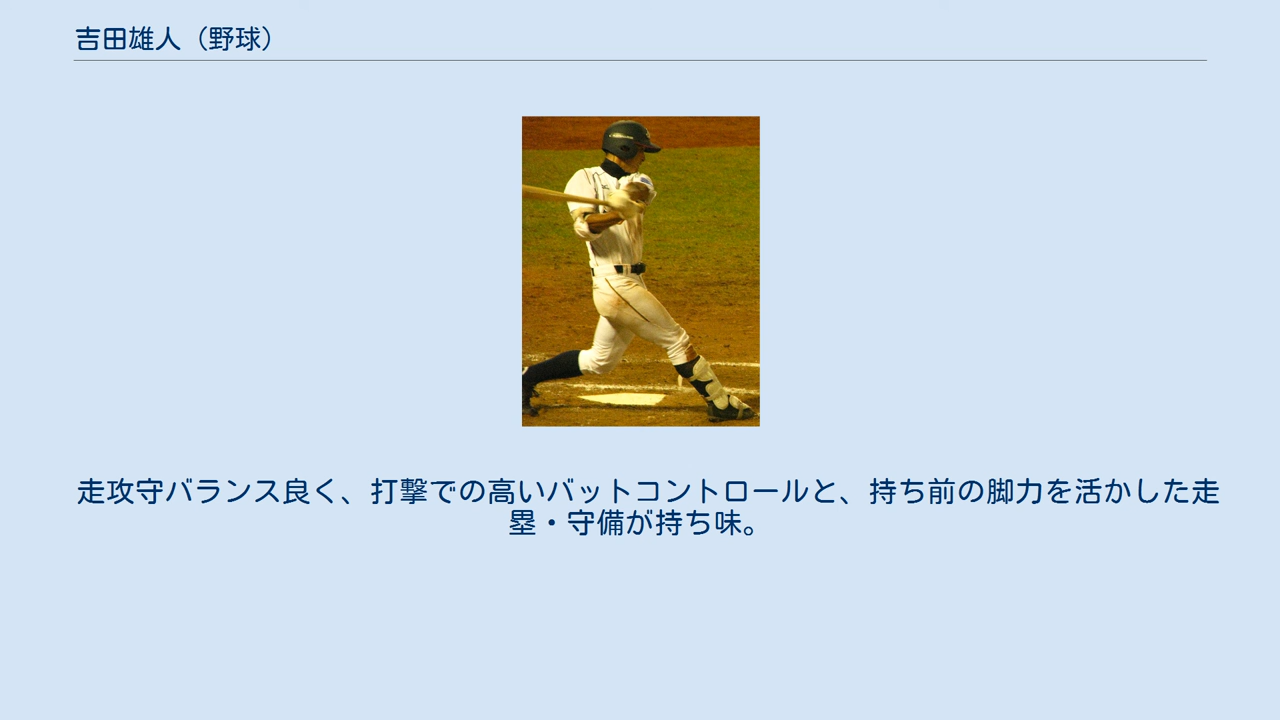 吉田雄人（野球）
走攻守バランス良く、打撃での高いバットコントロールと、持ち前の脚力を活かした走
塁・守備が持ち味。